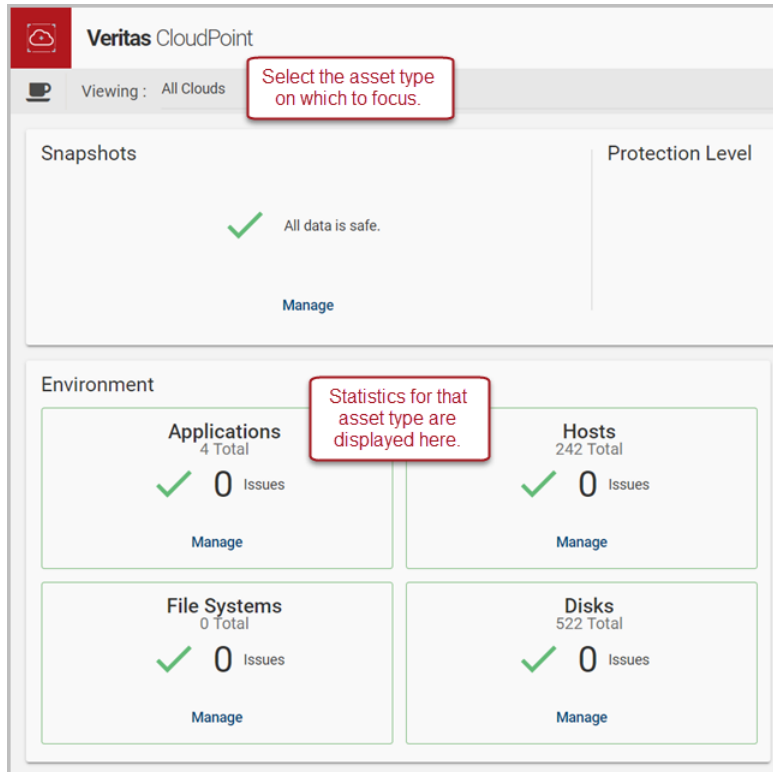 Veritas CloudPoint
Viewing : All Clouds
Select the asset type
on which to focus.
Snapshots
Protection Level
All data is safe.
Manage
Environment
Statistics for that
asset type are
displayed here.
Applications
4 Total
0 Issues
Manage
Hosts
242 Total
0 Issues
Manage
File Systems
0 Total
0 Issues
Manage
Disks
522 Total
0 Issues
Manage